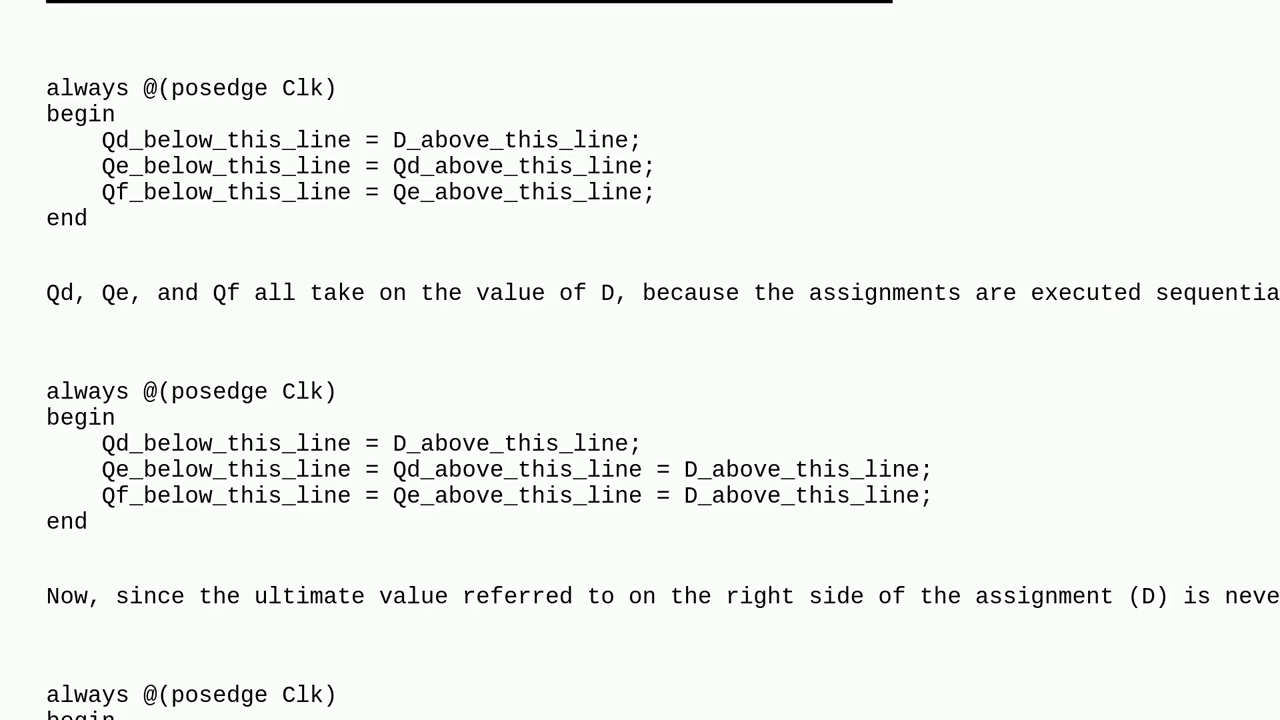 always @(posedge Clk)
begin
    Qd_below_this_line = D_above_this_line;
    Qe_below_this_line = Qd_above_this_line;
    Qf_below_this_line = Qe_above_this_line;
end
Qd, Qe, and Qf all take on the value of D, because the assignments are executed sequentia
always @(posedge Clk)
begin
    Qd_below_this_line = D_above_this_line;
    Qe_below_this_line = Qd_above_this_line = D_above_this_line;
    Qf_below_this_line = Qe_above_this_line = D_above_this_line;
end
Now, since the ultimate value referred to on the right side of the assignment (D) is neve
always @(posedge Clk)
begin